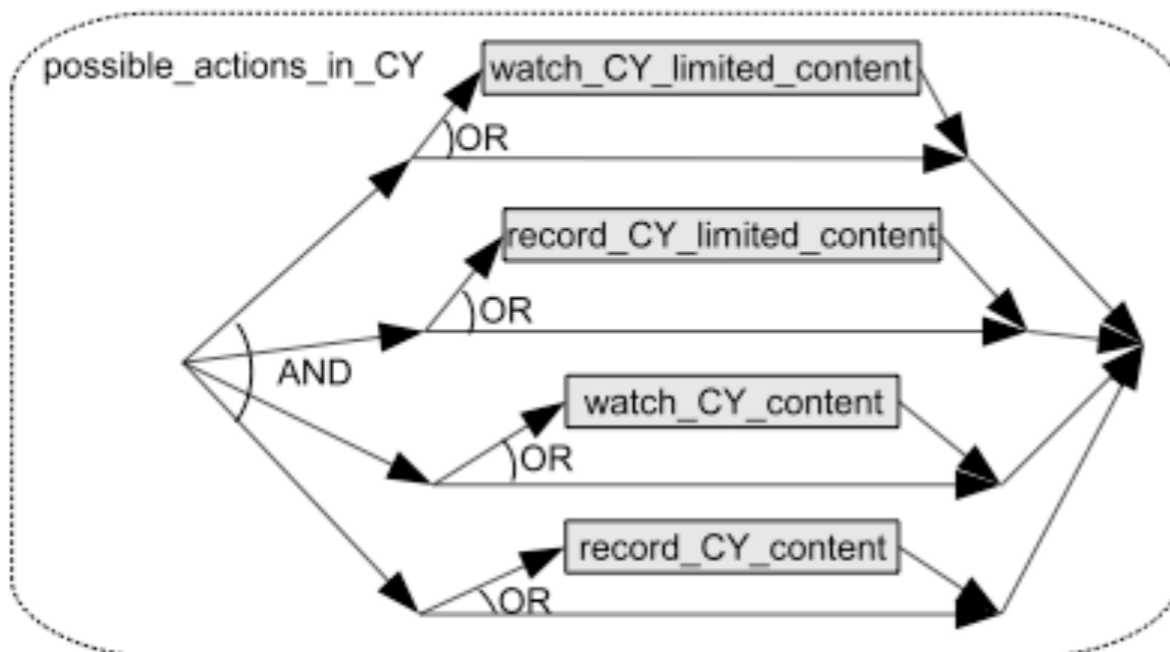 possible_actions_in_CY
watch_CY_limited_content
OR
record_CY_limited_content
OR
AND
watch_CY_content
OR
record_CY_content
OR